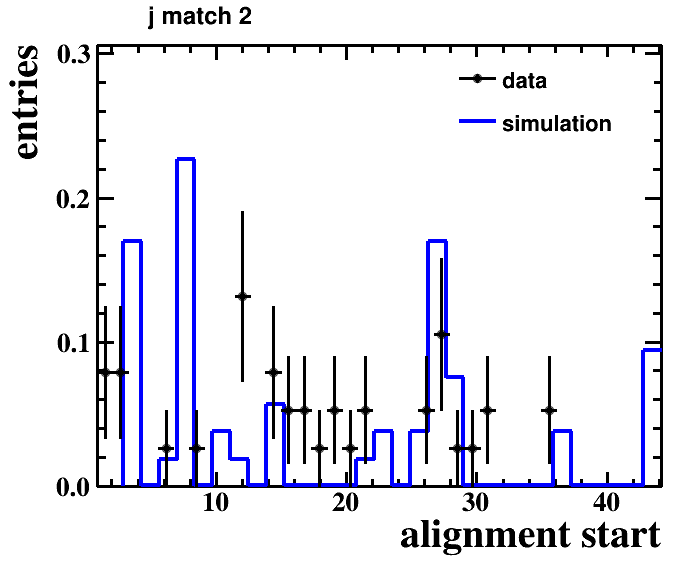 j match 2
entries
0.3
0.2
0.1
0.0
data
simulation
10 20 30 40
alignment start